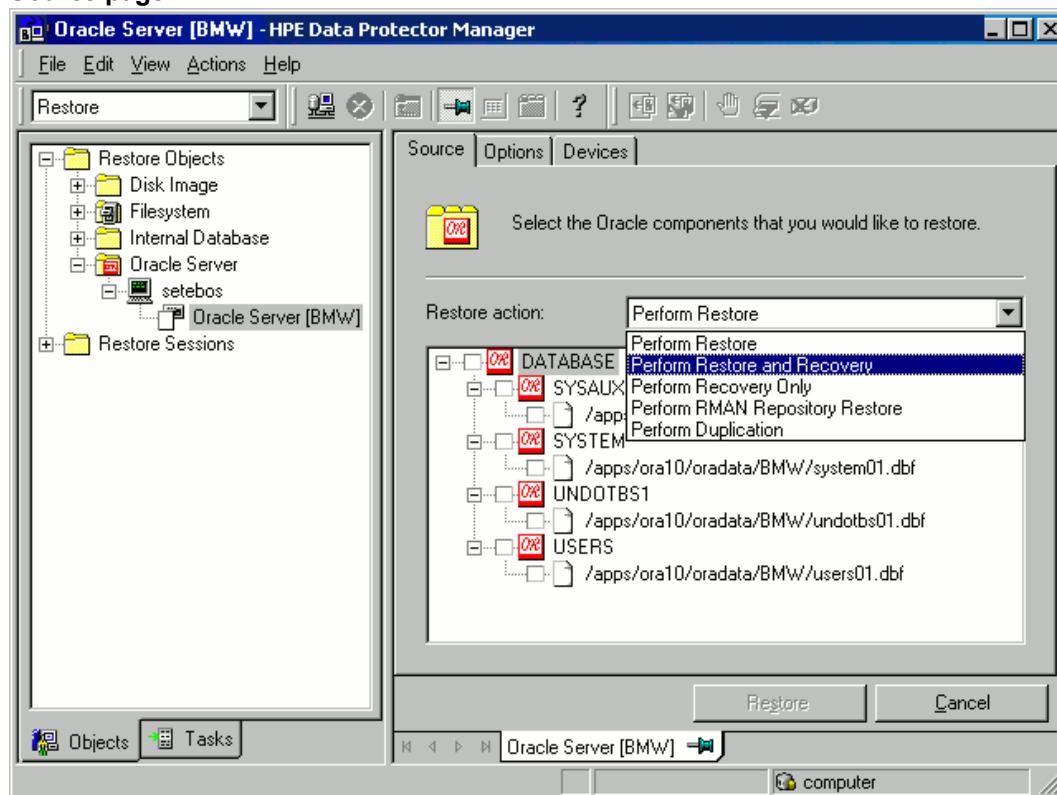 Oracle Server [BMW] - HPE Data Protector Manager
File Edit View Actions Help
Restore
Restore Objects
Disk Image
Filesystem
Internal Database
Oracle Server
setebos
Oracle Server [BMW]
Restore Sessions
Objects Tasks
Source Options Devices
Select the Oracle components that you would like to restore.
Restore action: Perform Restore
Perform Restore
Perform Restore and Recovery
Perform Recovery Only
Perform RMAN Repository Restore
Perform Duplication
DATABASE
SYSAUX
SYSTEM
/apps/ora10/oradata/BMW/system01.dbf
UNDOTBS1
/apps/ora10/oradata/BMW/undotbs01.dbf
USERS
/apps/ora10/oradata/BMW/users01.dbf
Restore Cancel
Oracle Server [BMW]
computer